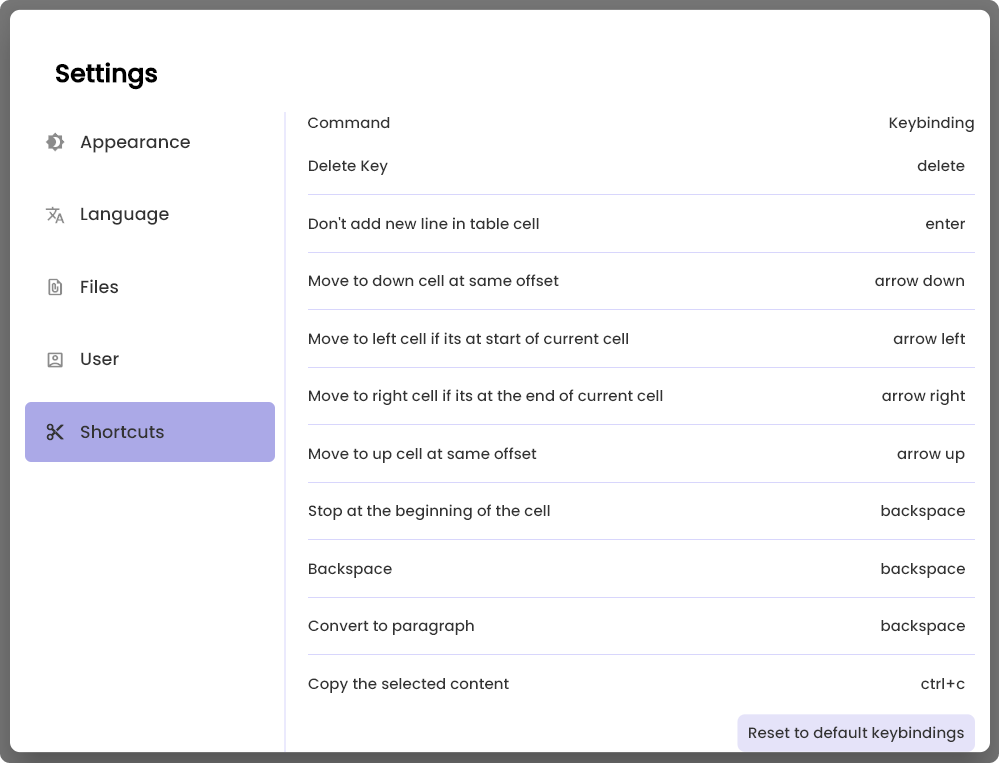 Settings
Appearance
Language
Files
User
Shortcuts
Command Keybinding
Delete Key delete
Don't add new line in table cell enter
Move to down cell at same offset arrow down
Move to left cell if its at start of current cell arrow left
Move to right cell if its at the end of current cell arrow right
Move to up cell at same offset arrow up
Stop at the beginning of the cell backspace
Backspace backspace
Convert to paragraph backspace
Copy the selected content ctrl+c
Reset to default keybindings